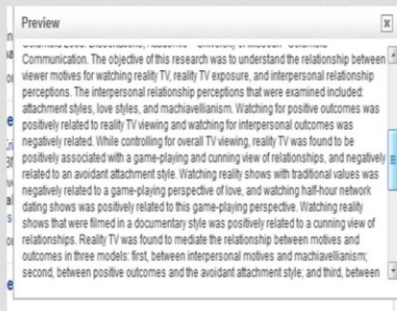 Preview
Communication. The objective of this research was to understand the relationship between
viewer motives for watching reality TV, reality TV exposure, and interpersonal relationship
perceptions. The interpersonal relationship perceptions that were examined included:
attachment styles, love styles, and machiavellianism. Watching for positive outcomes was
positively related to reality TV viewing and watching for interpersonal outcomes was
negatively related. While controlling for overall TV viewing, reality TV was found to be
positively associated with a game-playing and cunning view of relationships, and negatively
related to an avoidant attachment style. Watching reality shows with traditional values was
negatively related to a game-playing perspective of love, and watching half-hour network
dating shows was positively related to this game-playing perspective. Watching reality
shows that were filmed in a documentary style was positively related to a cunning view of
relationships. Reality TV was found to mediate the relationship between motives and
outcomes in three models: first, between interpersonal motives and machiavellianism;
second, between positive outcomes and the avoidant attachment style; and third, between